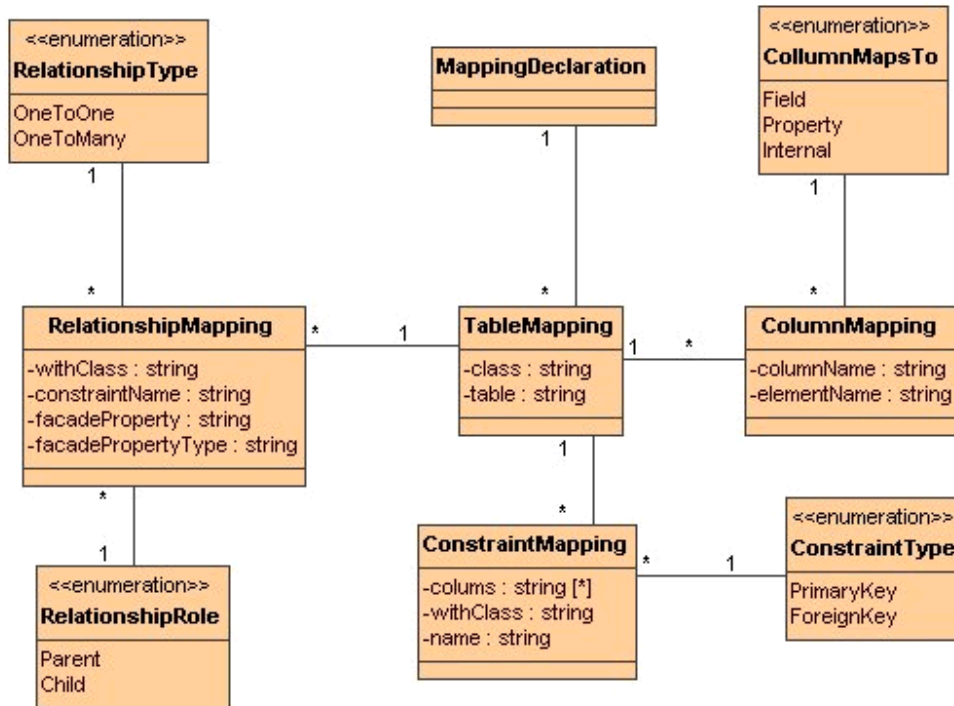 <<enumeration>>
RelationshipType
OneToOne
OneToMany
1
*
MappingDeclaration
1
*
<<enumeration>>
CollumnMapsTo
Field
Property
Internal
1
*
RelationshipMapping
-withClass : string
-constraintName : string
-facadeProperty : string
-facadePropertyType : string
*
1
TableMapping
-class : string
-table : string
1
*
ColumnMapping
-columnName : string
-elementName : string
*
1
<<enumeration>>
RelationshipRole
Parent
Child
1
*
ConstraintMapping
-colums : string [*]
-withClass : string
-name : string
*
1
<<enumeration>>
ConstraintType
PrimaryKey
ForeignKey